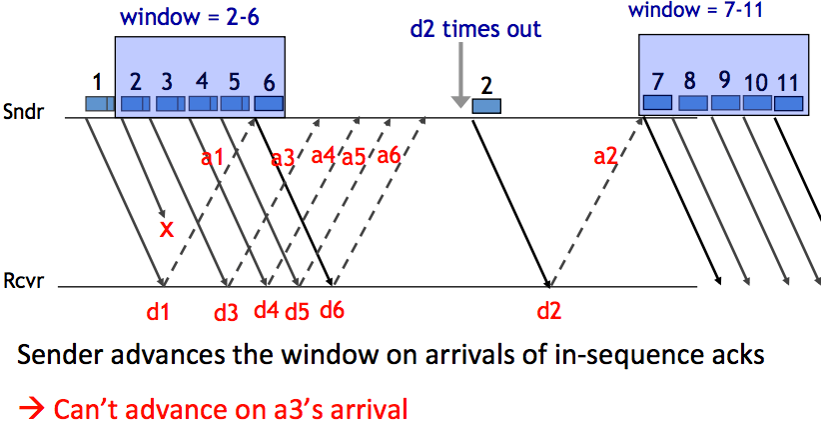 window = 2-6
window = 7-11
d2 times out
1 2 3 4 5 6
2
7 8 9 10 11
Sndr
a1 a3 a4 a5 a6
a2
x
Rcvr
d1 d3 d4 d5 d6
d2
Sender advances the window on arrivals of in-sequence acks
→ Can't advance on a3's arrival